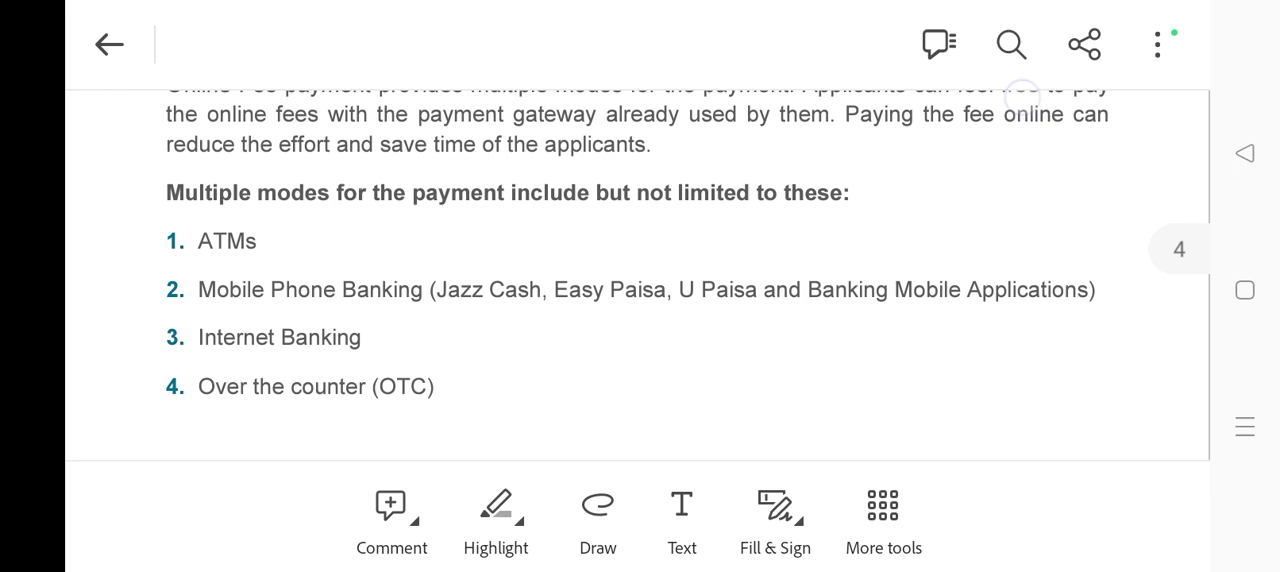 the online fees with the payment gateway already used by them. Paying the fee online can
reduce the effort and save time of the applicants.
Multiple modes for the payment include but not limited to these:
1. ATMs
4
2. Mobile Phone Banking (Jazz Cash, Easy Paisa, U Paisa and Banking Mobile Applications)
3. Internet Banking
4. Over the counter (OTC)
Comment Highlight Draw Text Fill & Sign More tools